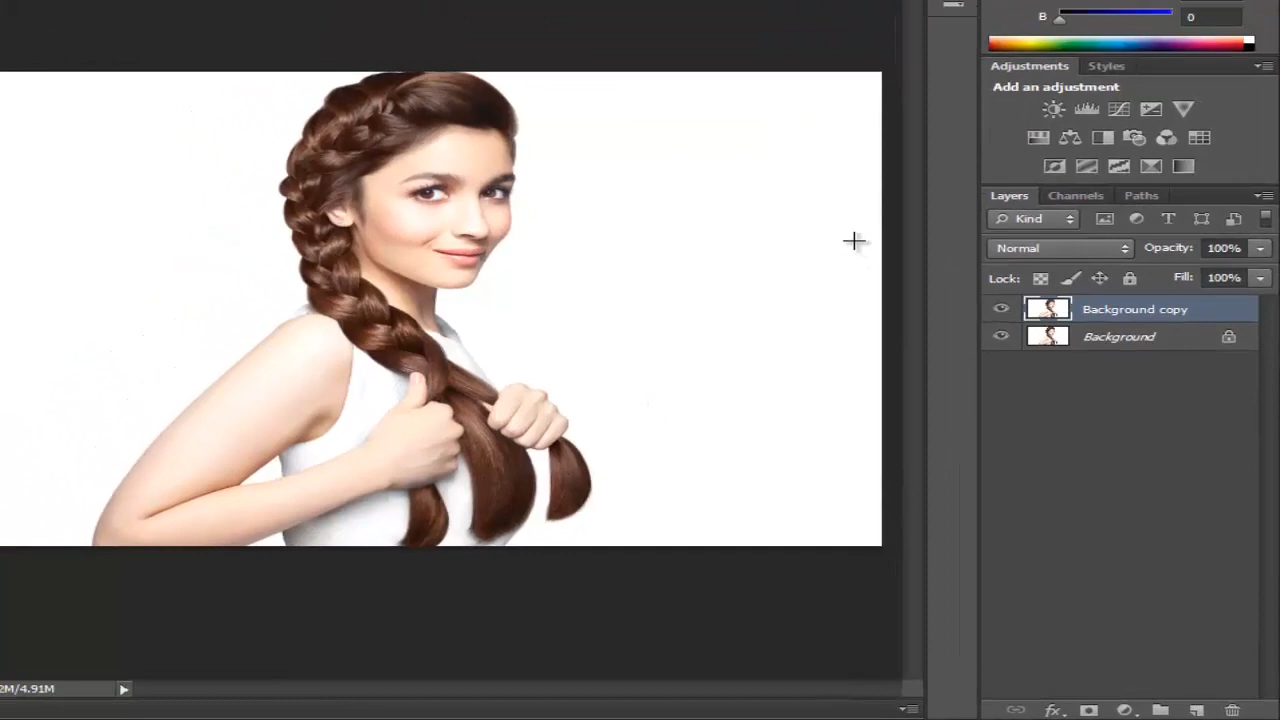 B 0
Adjustments Styles
Add an adjustment
Layers Channels Paths
Kind
Normal Opacity: 100%
Lock: Fill: 100%
Background copy
Background
2M/4.91M
fx